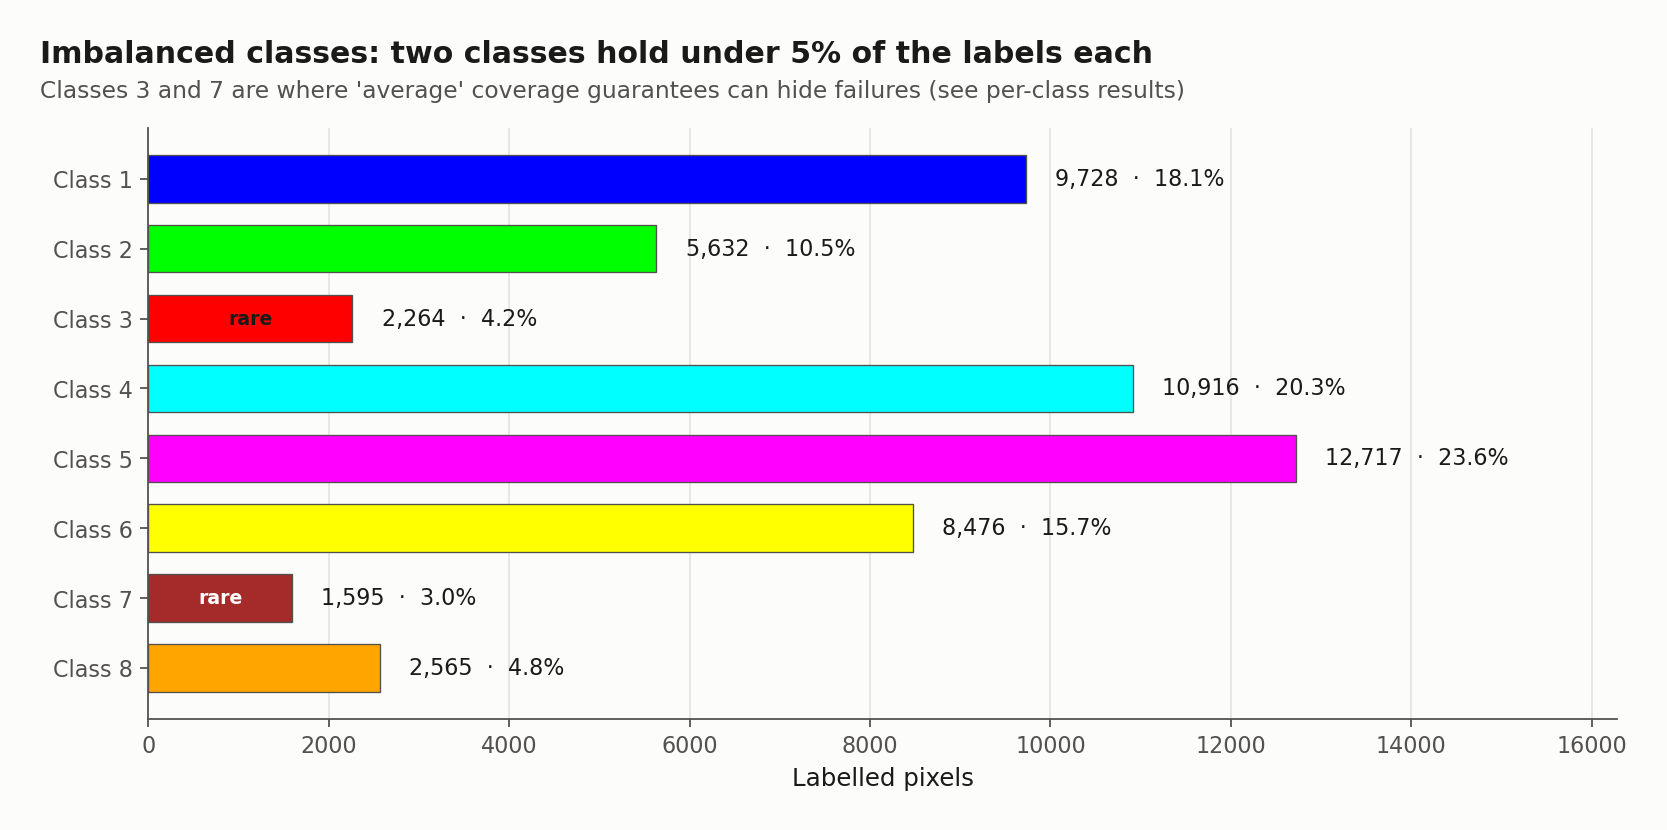 Imbalanced classes: two classes hold under 5% of the labels each
Classes 3 and 7 are where 'average' coverage guarantees can hide failures (see per-class results)
Class 1 9,728 · 18.1%
Class 2 5,632 · 10.5%
Class 3 rare 2,264 · 4.2%
Class 4 10,916 · 20.3%
Class 5 12,717 · 23.6%
Class 6 8,476 · 15.7%
Class 7 rare 1,595 · 3.0%
Class 8 2,565 · 4.8%
0 2000 4000 6000 8000 10000 12000 14000 16000
Labelled pixels